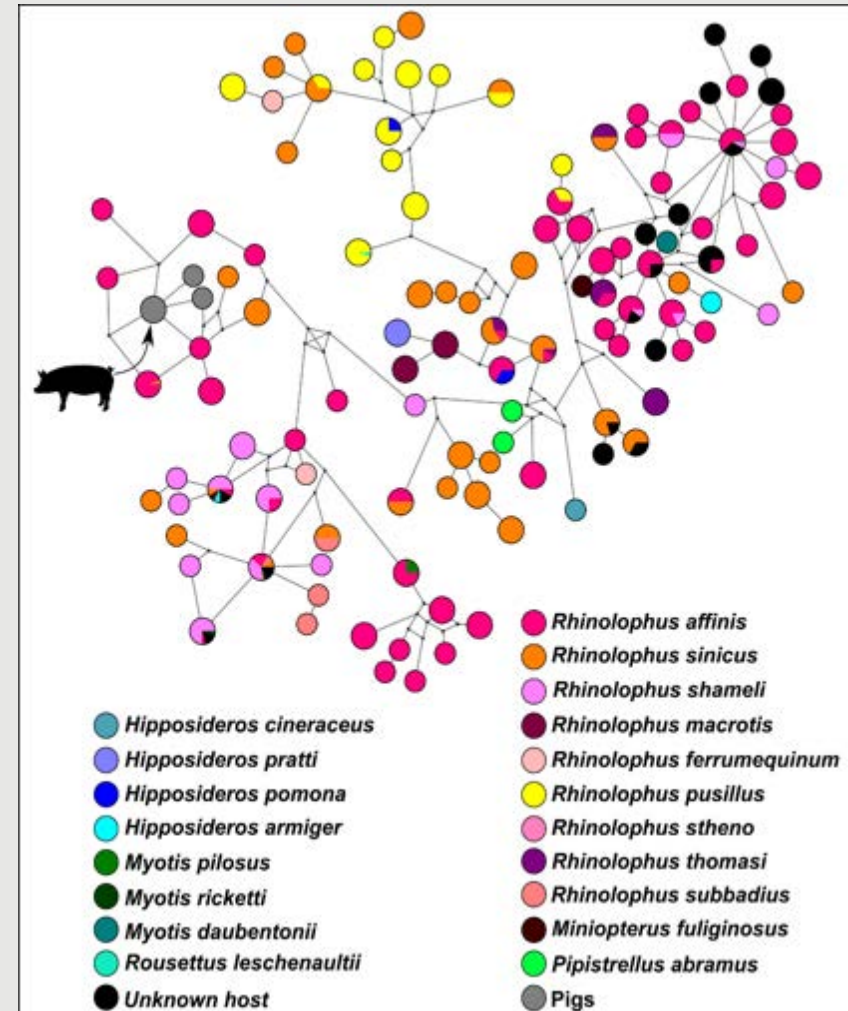 Hipposideros cineraceus
Hipposideros pratti
Hipposideros pomona
Hipposideros armiger
Myotis pilosus
Myotis ricketti
Myotis daubentonii
Rousettus leschenaultii
Unknown host
Rhinolophus affinis
Rhinolophus sinicus
Rhinolophus shameli
Rhinolophus macrotis
Rhinolophus ferrumequinum
Rhinolophus pusillus
Rhinolophus stheno
Rhinolophus thomasi
Rhinolophus subbadius
Miniopterus fuliginosus
Pipistrellus abramus
Pigs